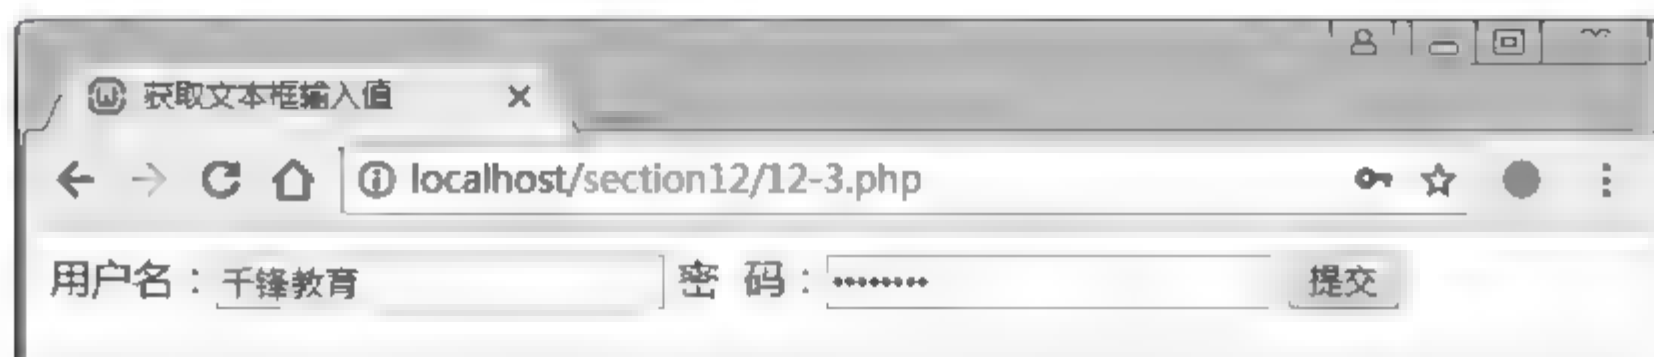 获取文本框输入值
localhost/section12/12-3.php
用户名：千锋教育 密 码：•••••••• 提交